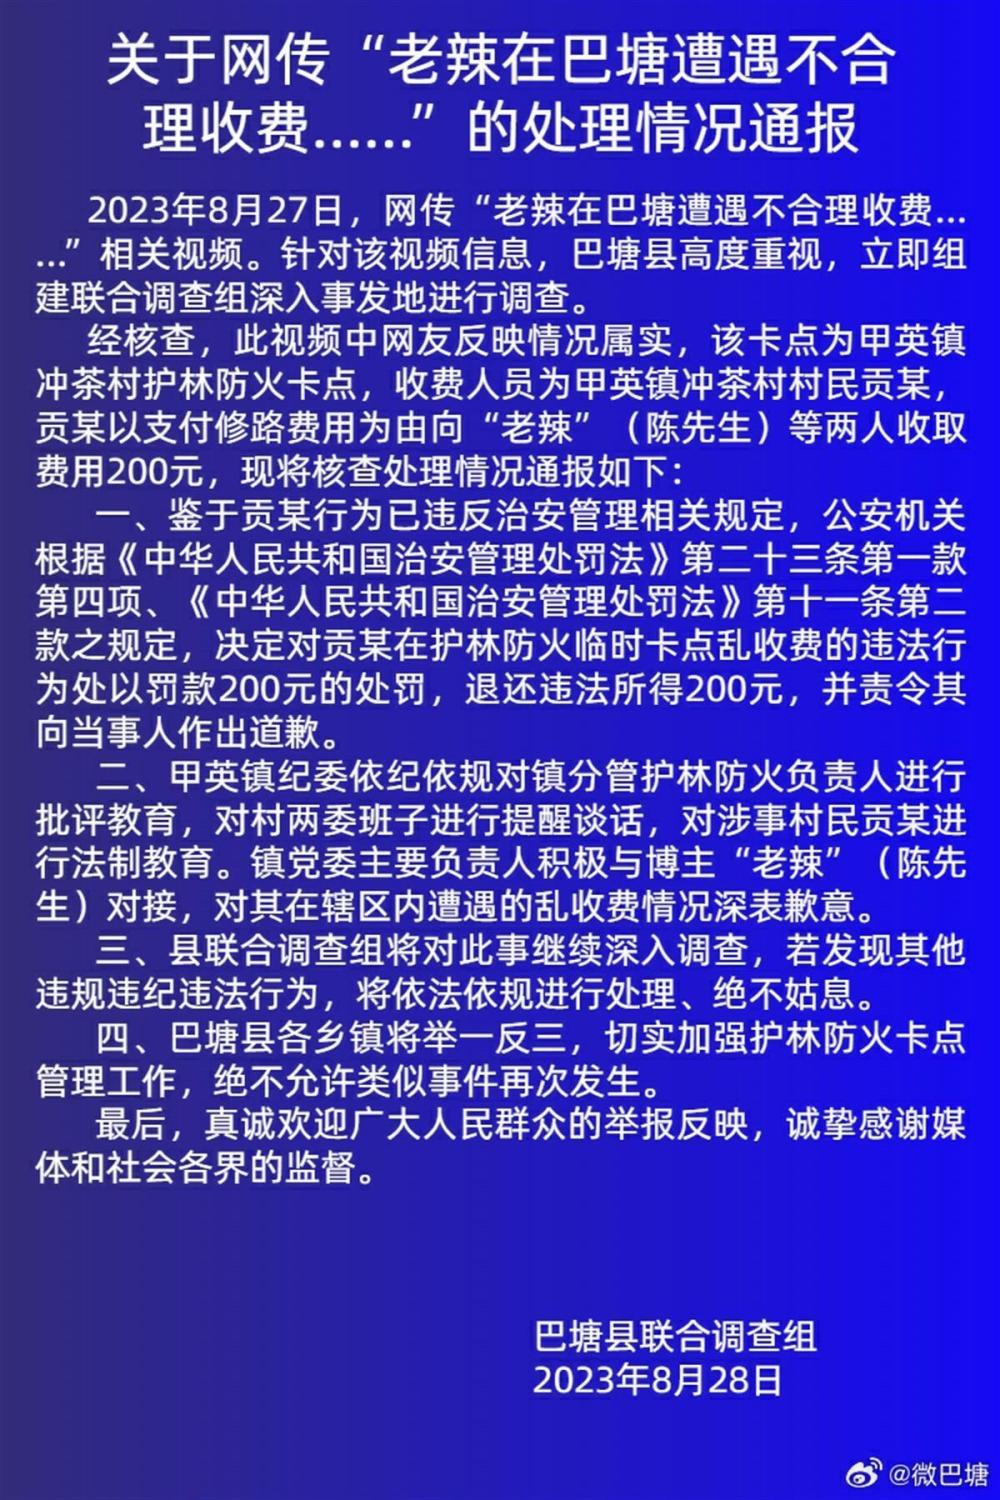 关于网传“老辣在巴塘遭遇不合
理收费......”的处理情况通报
2023年8月27日，网传“老辣在巴塘遭遇不合理收费...
...”相关视频。针对该视频信息，巴塘县高度重视，立即组
建联合调查组深入事发地进行调查。
经核查，此视频中网友反映情况属实，该卡点为甲英镇
冲茶村护林防火卡点，收费人员为甲英镇冲茶村村民贡某，
贡某以支付修路费用为由向“老辣”（陈先生）等两人收取
费用200元，现将核查处理情况通报如下：
一、鉴于贡某行为已违反治安管理相关规定，公安机关
根据《中华人民共和国治安管理处罚法》第二十三条第一款
第四项、《中华人民共和国治安管理处罚法》第十一条第二
款之规定，决定对贡某在护林防火临时卡点乱收费的违法行
为处以罚款200元的处罚，退还违法所得200元，并责令其
向当事人作出道歉。
二、甲英镇纪委依纪依规对镇分管护林防火负责人进行
批评教育，对村两委班子进行提醒谈话，对涉事村民贡某进
行法制教育。镇党委主要负责人积极与博主“老辣”（陈先
生）对接，对其在辖区内遭遇的乱收费情况深表歉意。
三、县联合调查组将对此事继续深入调查，若发现其他
违规违纪违法行为，将依法依规进行处理、绝不姑息。
四、巴塘县各乡镇将举一反三，切实加强护林防火卡点
管理工作，绝不允许类似事件再次发生。
最后，真诚欢迎广大人民群众的举报反映，诚挚感谢媒
体和社会各界的监督。
巴塘县联合调查组
2023年8月28日
@微巴塘